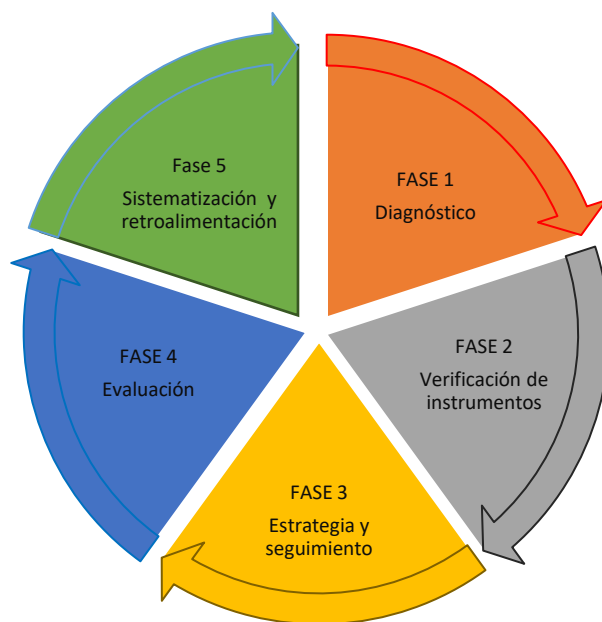 FASE 1
Diagnóstico
FASE 2
Verificación de
instrumentos
FASE 3
Estrategia y
seguimiento
FASE 4
Evaluación
Fase 5
Sistematización y
retroalimentación